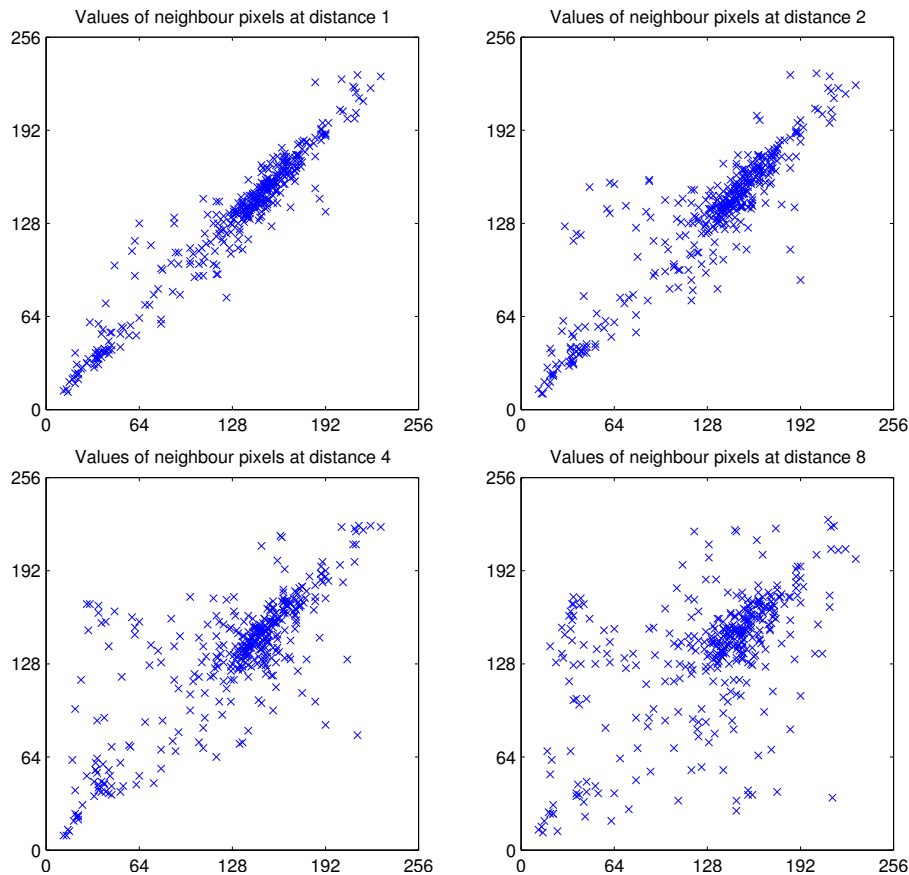 Values of neighbour pixels at distance 1
256
192
128
64
0
0 64 128 192 256
Values of neighbour pixels at distance 2
256
192
128
64
0
0 64 128 192 256
Values of neighbour pixels at distance 4
256
192
128
64
0
0 64 128 192 256
Values of neighbour pixels at distance 8
256
192
128
64
0
0 64 128 192 256